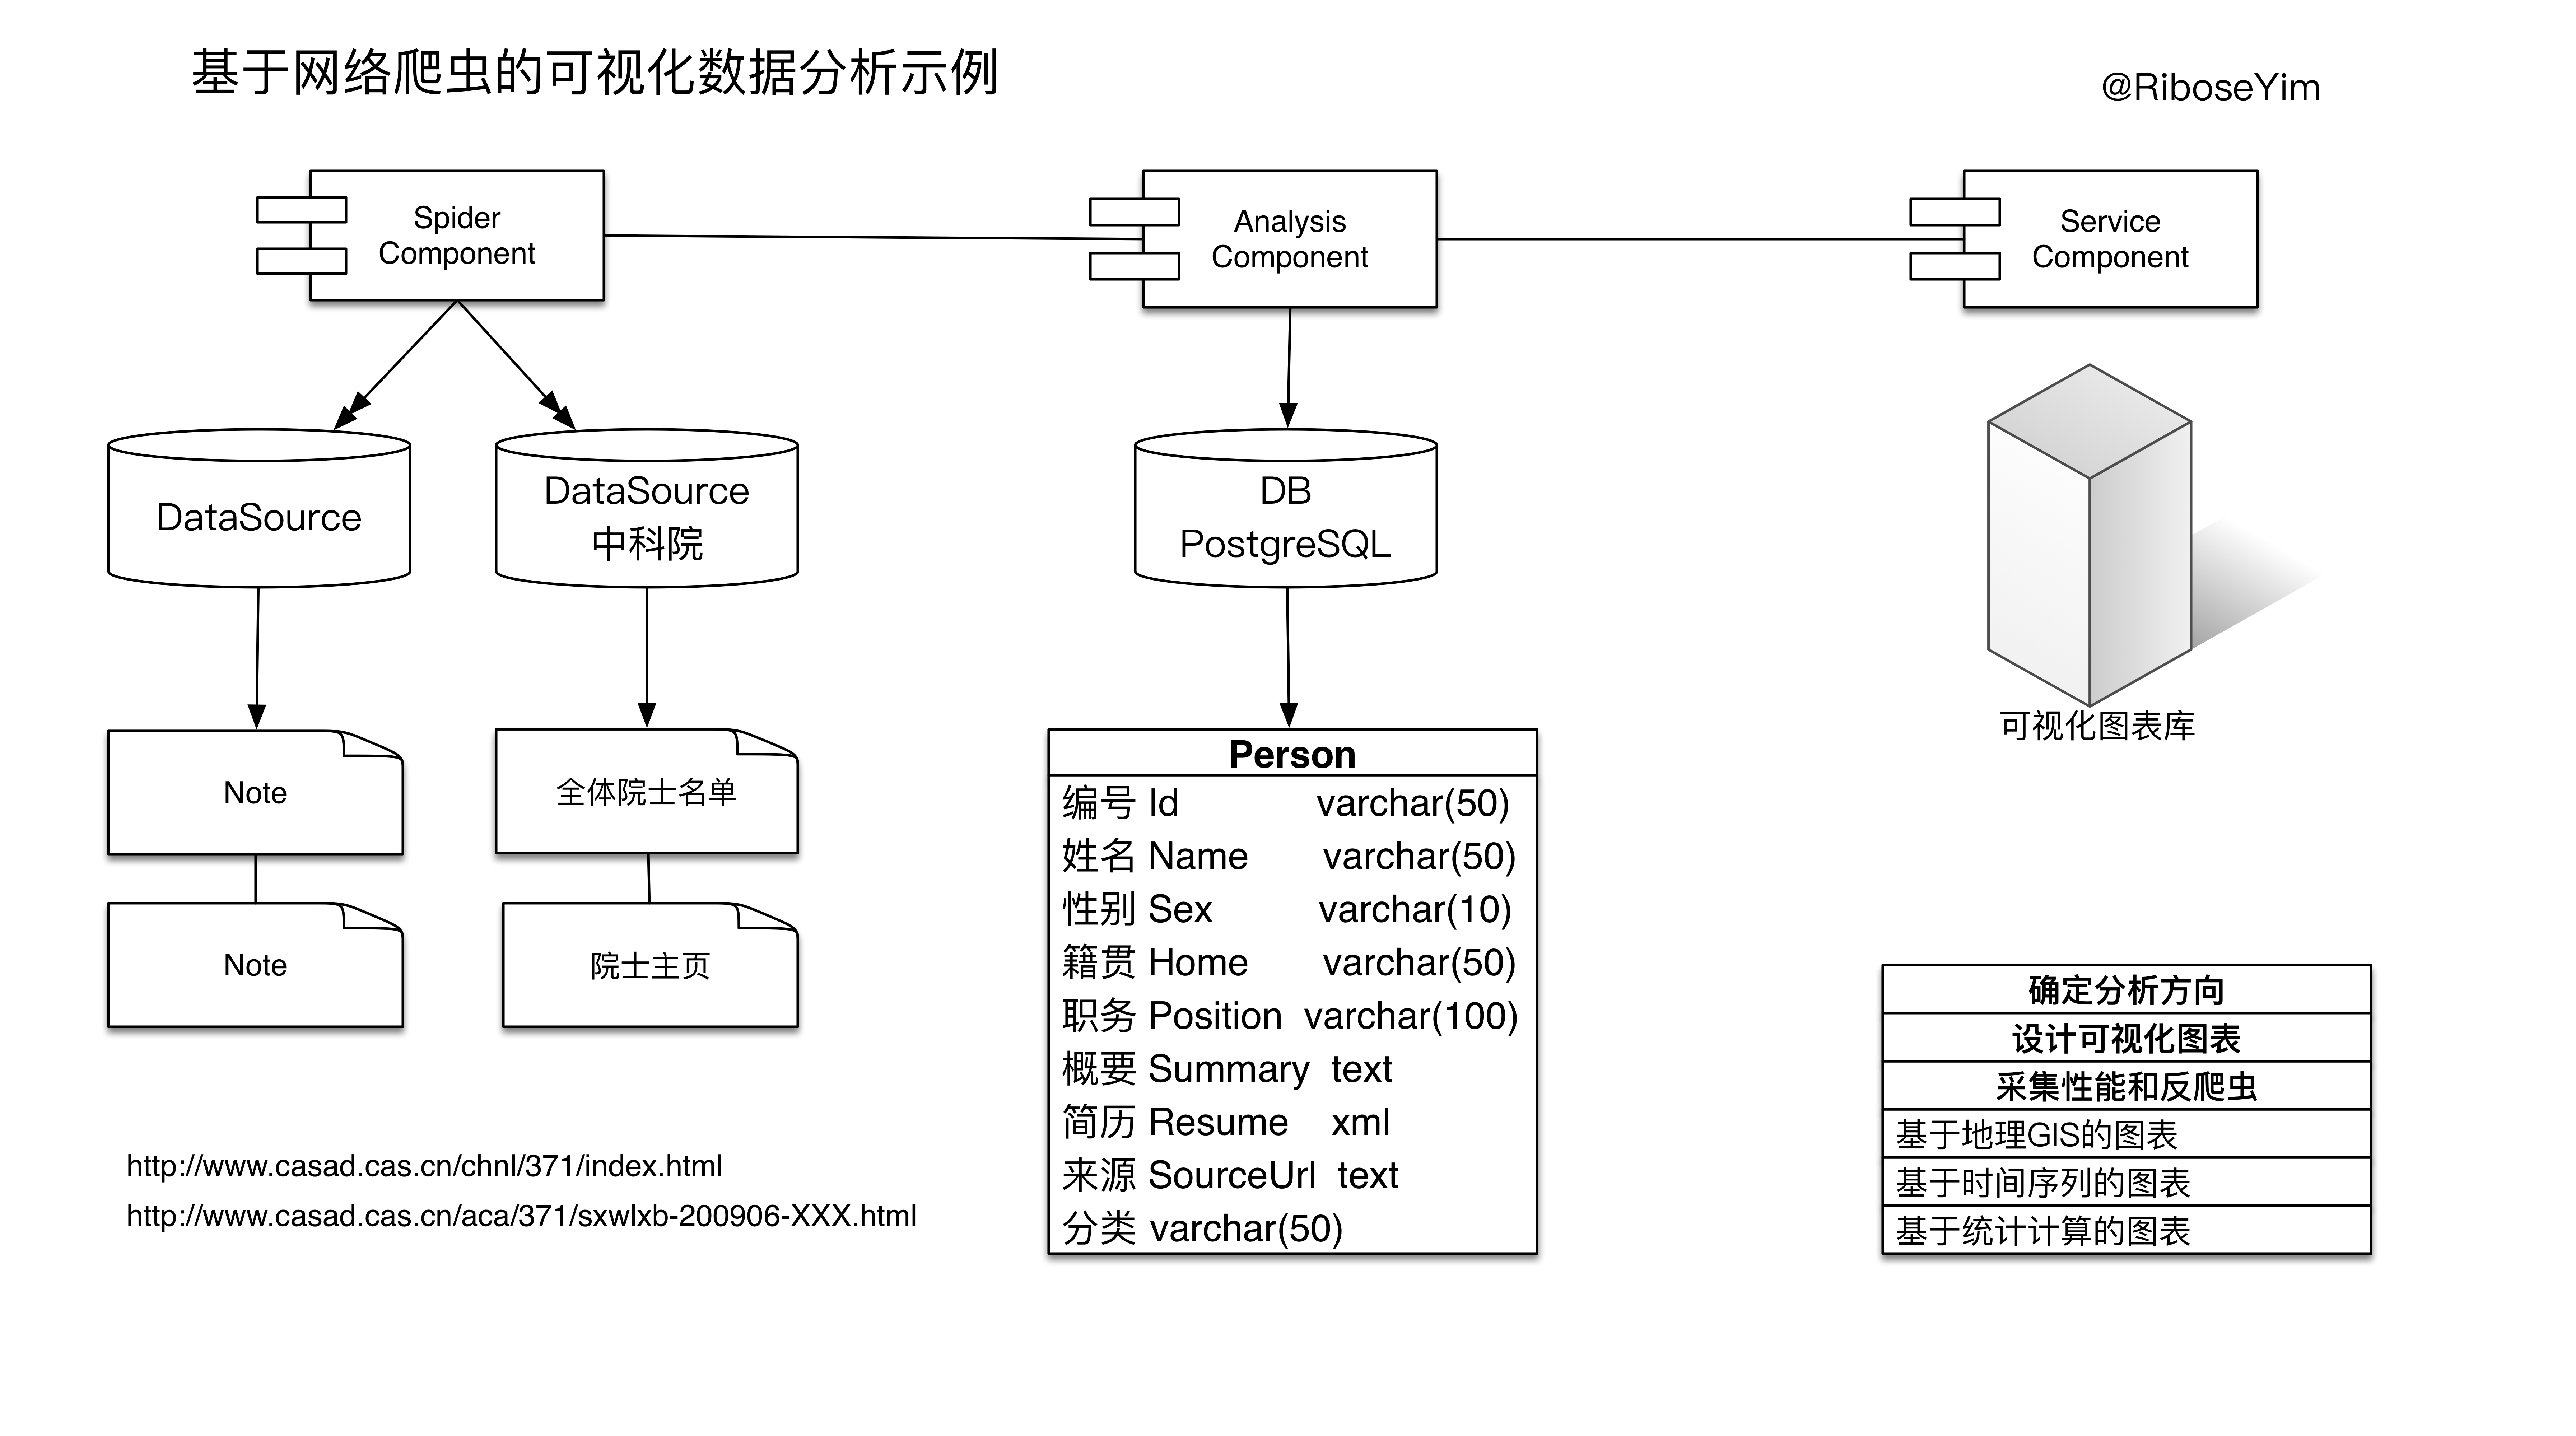 基于网络爬虫的可视化数据分析示例
@RiboseYim
Spider
Component
Analysis
Component
Service
Component
DataSource
DataSource
中科院
DB
PostgreSQL
可视化图表库
Note
全体院士名单
Note
院士主页
Person
编号 Id varchar(50)
姓名 Name varchar(50)
性别 Sex varchar(10)
籍贯 Home varchar(50)
职务 Position varchar(100)
概要 Summary text
简历 Resume xml
来源 SourceUrl text
分类 varchar(50)
确定分析方向
设计可视化图表
采集性能和反爬虫
基于地理GIS的图表
基于时间序列的图表
基于统计计算的图表
http://www.casad.cas.cn/chnl/371/index.html
http://www.casad.cas.cn/aca/371/sxwlxb-200906-XXX.html